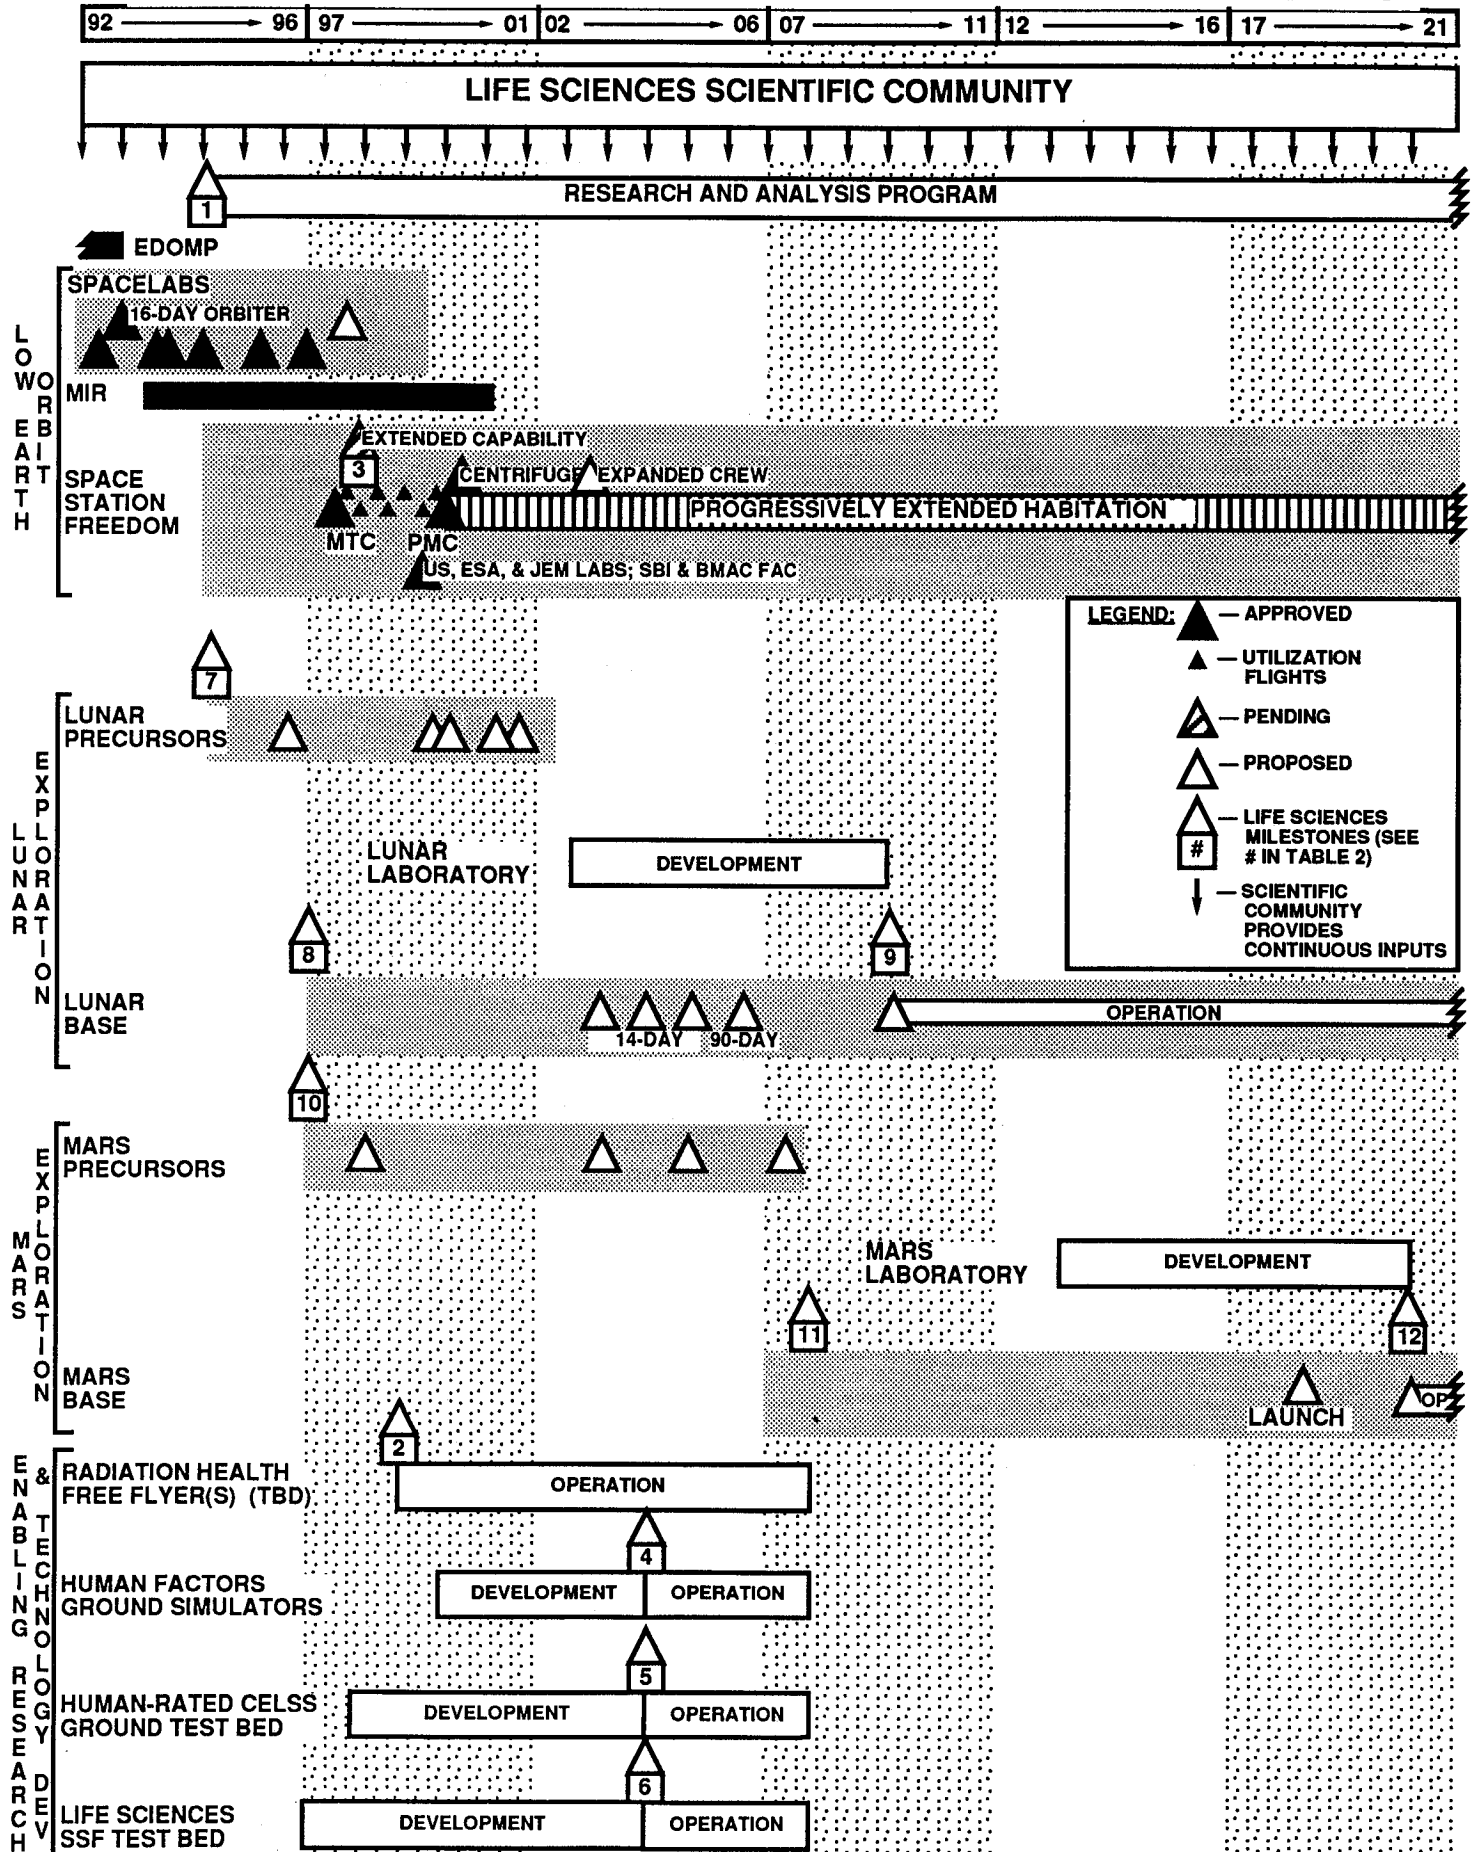 92 96 97 01 02 06 07 11 12 16 17 21
LIFE SCIENCES SCIENTIFIC COMMUNITY
RESEARCH AND ANALYSIS PROGRAM
1
EDOMP
LOW EARTH
ORBIT
SPACELABS
16-DAY ORBITER
MIR
EXTENDED CAPABILITY
3
CENTRIFUGE
EXPANDED CREW
SPACE
STATION
FREEDOM
PROGRESSIVELY EXTENDED HABITATION
MTC
PMC
US, ESA, & JEM LABS; SBI & BMAC FAC
LEGEND:
— APPROVED
— UTILIZATION
FLIGHTS
— PENDING
— PROPOSED
— LIFE SCIENCES
MILESTONES (SEE
# IN TABLE 2)
#
— SCIENTIFIC
COMMUNITY
PROVIDES
CONTINUOUS INPUTS
7
LUNAR
EXPLORATION
LUNAR
PRECURSORS
LUNAR
LABORATORY
DEVELOPMENT
8
9
LUNAR
BASE
14-DAY
90-DAY
OPERATION
10
MARS
EXPLORATION
MARS
PRECURSORS
MARS
LABORATORY
DEVELOPMENT
11
12
MARS
BASE
LAUNCH
OP
2
ENABLING RESEARCH
& TECHNOLOGY DEV
RADIATION HEALTH
FREE FLYER(S) (TBD)
OPERATION
4
HUMAN FACTORS
GROUND SIMULATORS
DEVELOPMENT
OPERATION
5
HUMAN-RATED CELSS
GROUND TEST BED
DEVELOPMENT
OPERATION
6
LIFE SCIENCES
SSF TEST BED
DEVELOPMENT
OPERATION